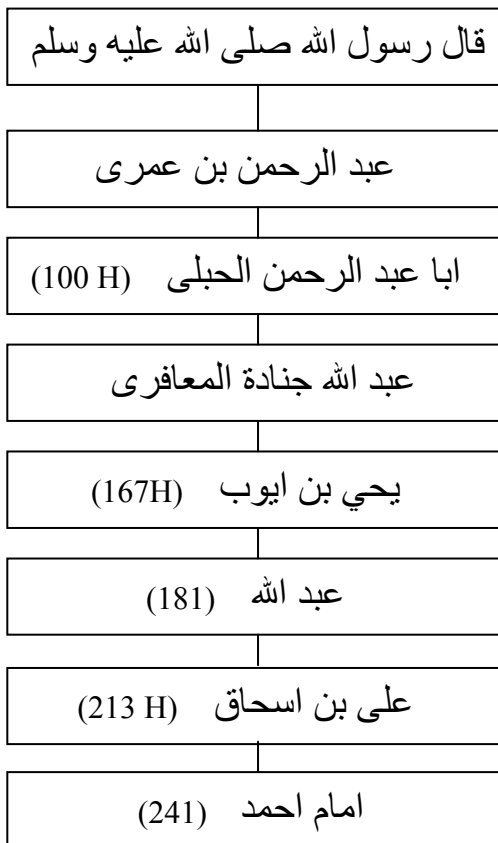 قال رسول الله صلى الله عليه وسلم
عبد الرحمن بن عمرى
ابا عبد الرحمن الحبلى (100 H)
عبد الله جنادة المعافرى
يحي بن ايوب (167H)
عبد الله (181)
على بن اسحاق (213 H)
امام احمد (241)